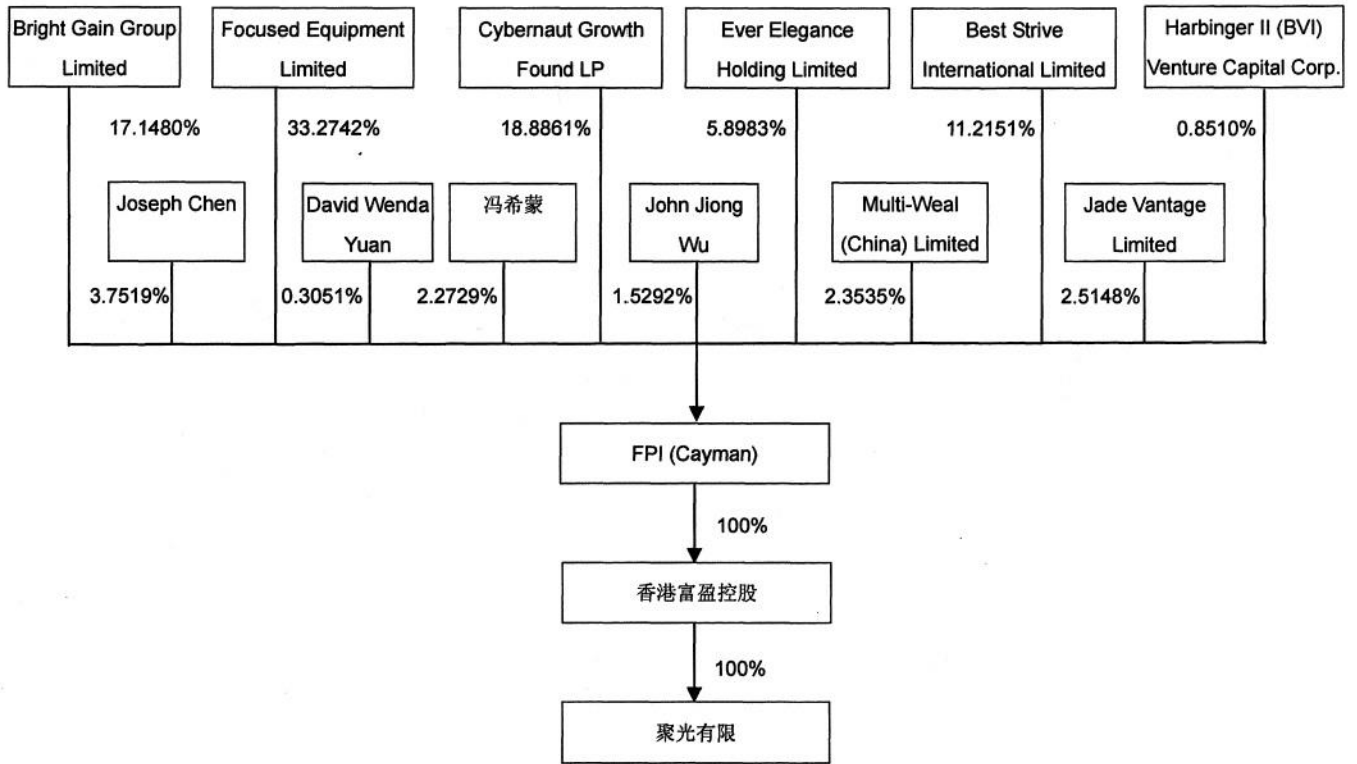 Bright Gain Group
Limited
Focused Equipment
Limited
Cybernaut Growth
Found LP
Ever Elegance
Holding Limited
Best Strive
International Limited
Harbinger II (BVI)
Venture Capital Corp.
17.1480%
33.2742%
18.8861%
5.8983%
11.2151%
0.8510%
Joseph Chen
David Wenda
Yuan
冯希蒙
John Jiong
Wu
Multi-Weal
(China) Limited
Jade Vantage
Limited
3.7519%
0.3051%
2.2729%
1.5292%
2.3535%
2.5148%
FPI (Cayman)
100%
香港富盈控股
100%
聚光有限